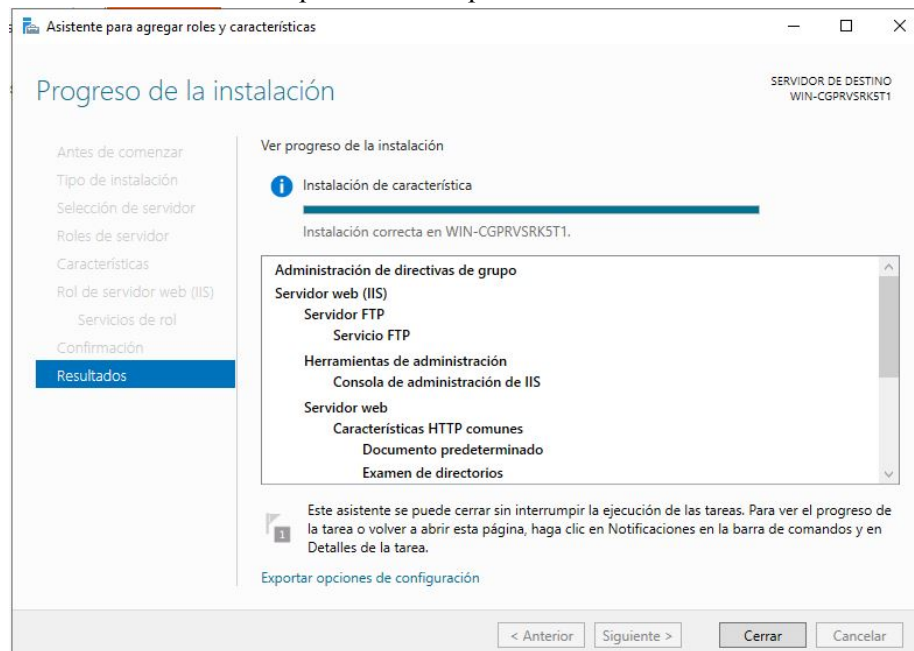 Asistente para agregar roles y características
Progreso de la instalación
SERVIDOR DE DESTINO
WIN-CGPRVSRK5T1
Antes de comenzar
Tipo de instalación
Selección de servidor
Roles de servidor
Características
Rol de servidor web (IIS)
Servicios de rol
Confirmación
Resultados
Ver progreso de la instalación
Instalación de característica
Instalación correcta en WIN-CGPRVSRK5T1.
Administración de directivas de grupo
Servidor web (IIS)
Servidor FTP
Servicio FTP
Herramientas de administración
Consola de administración de IIS
Servidor web
Características HTTP comunes
Documento predeterminado
Examen de directorios
1
Este asistente se puede cerrar sin interrumpir la ejecución de las tareas. Para ver el progreso de
la tarea o volver a abrir esta página, haga clic en Notificaciones en la barra de comandos y en
Detalles de la tarea.
Exportar opciones de configuración
< Anterior
Siguiente >
Cerrar
Cancelar